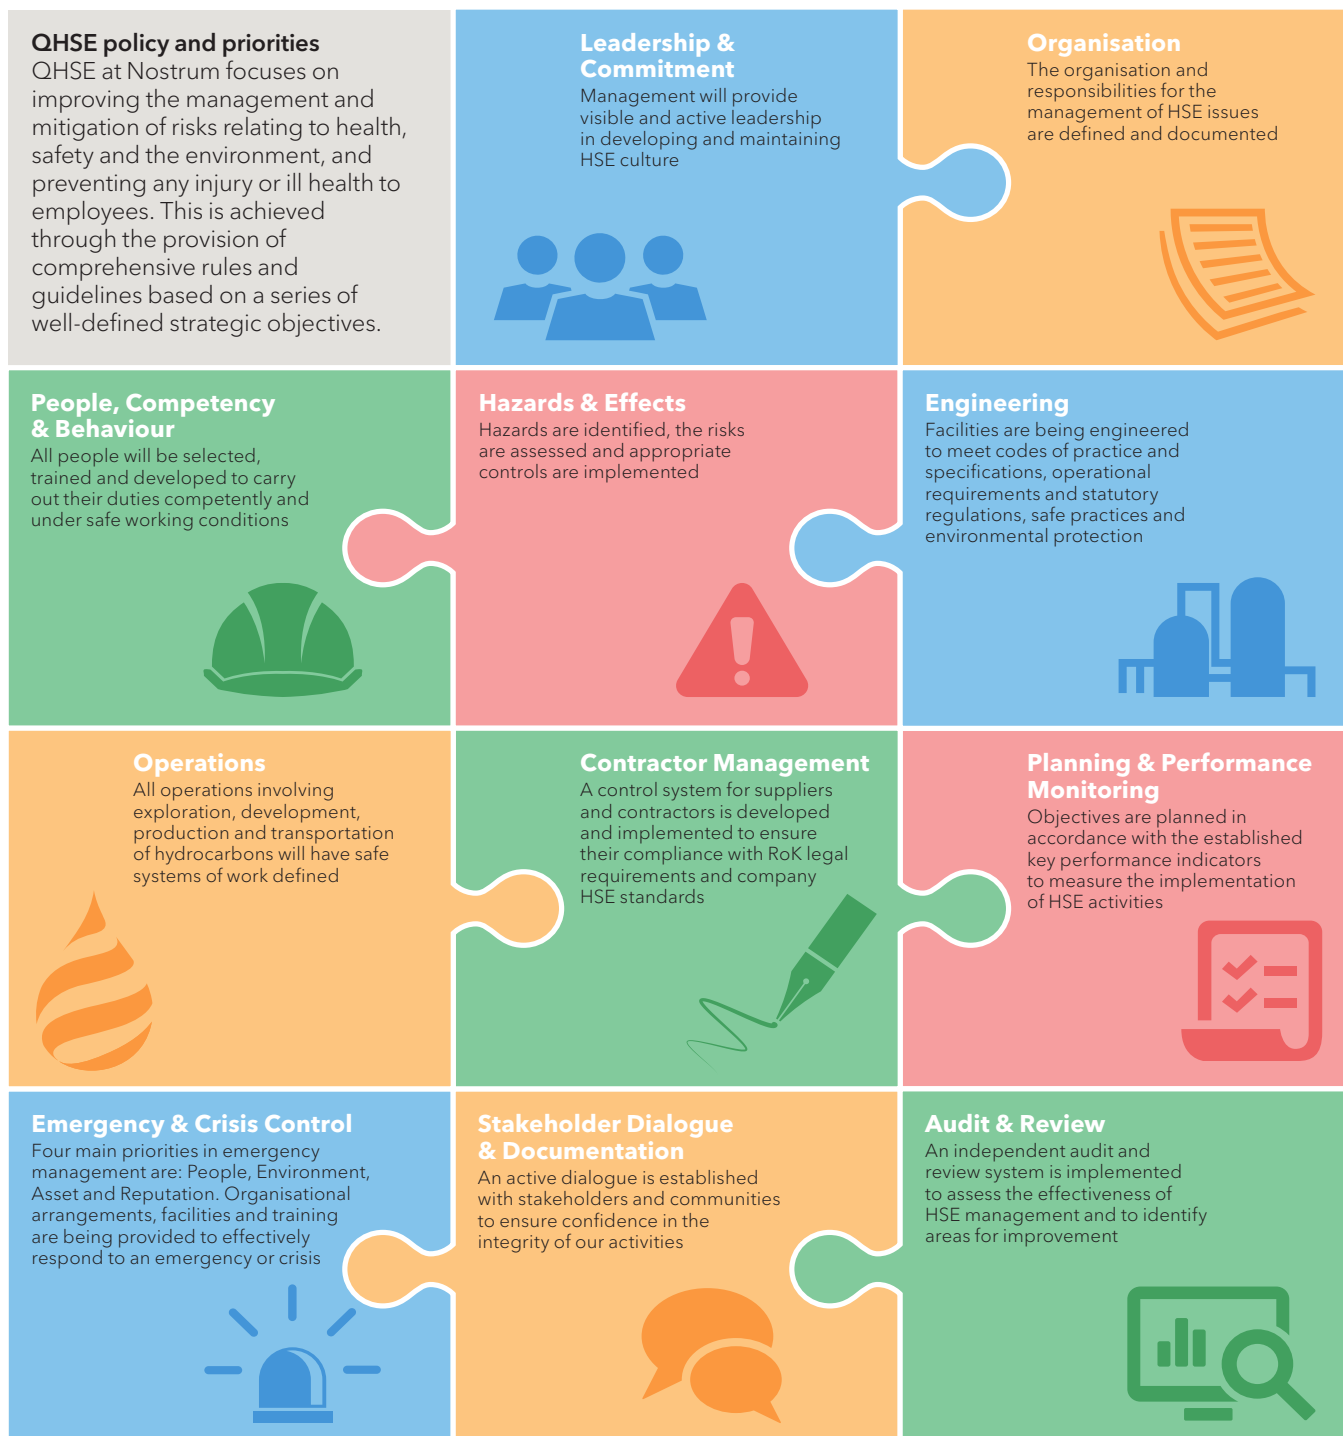 QHSE policy and priorities
QHSE at Nostrum focuses on
improving the management and
mitigation of risks relating to health,
safety and the environment, and
preventing any injury or ill health to
employees. This is achieved
through the provision of
comprehensive rules and
guidelines based on a series of
well-defined strategic objectives.
Leadership &
Commitment
Management will provide
visible and active leadership
in developing and maintaining
HSE culture
Organisation
The organisation and
responsibilities for the
management of HSE issues
are defined and documented
People, Competency
& Behaviour
All people will be selected,
trained and developed to carry
out their duties competently and
under safe working conditions
Hazards & Effects
Hazards are identified, the risks
are assessed and appropriate
controls are implemented
Engineering
Facilities are being engineered
to meet codes of practice and
specifications, operational
requirements and statutory
regulations, safe practices and
environmental protection
Operations
All operations involving
exploration, development,
production and transportation
of hydrocarbons will have safe
systems of work defined
Contractor Management
A control system for suppliers
and contractors is developed
and implemented to ensure
their compliance with RoK legal
requirements and company
HSE standards
Planning & Performance
Monitoring
Objectives are planned in
accordance with the established
key performance indicators
to measure the implementation
of HSE activities
Emergency & Crisis Control
Four main priorities in emergency
management are: People, Environment,
Asset and Reputation. Organisational
arrangements, facilities and training
are being provided to effectively
respond to an emergency or crisis
Stakeholder Dialogue
& Documentation
An active dialogue is established
with stakeholders and communities
to ensure confidence in the
integrity of our activities
Audit & Review
An independent audit and
review system is implemented
to assess the effectiveness of
HSE management and to identify
areas for improvement